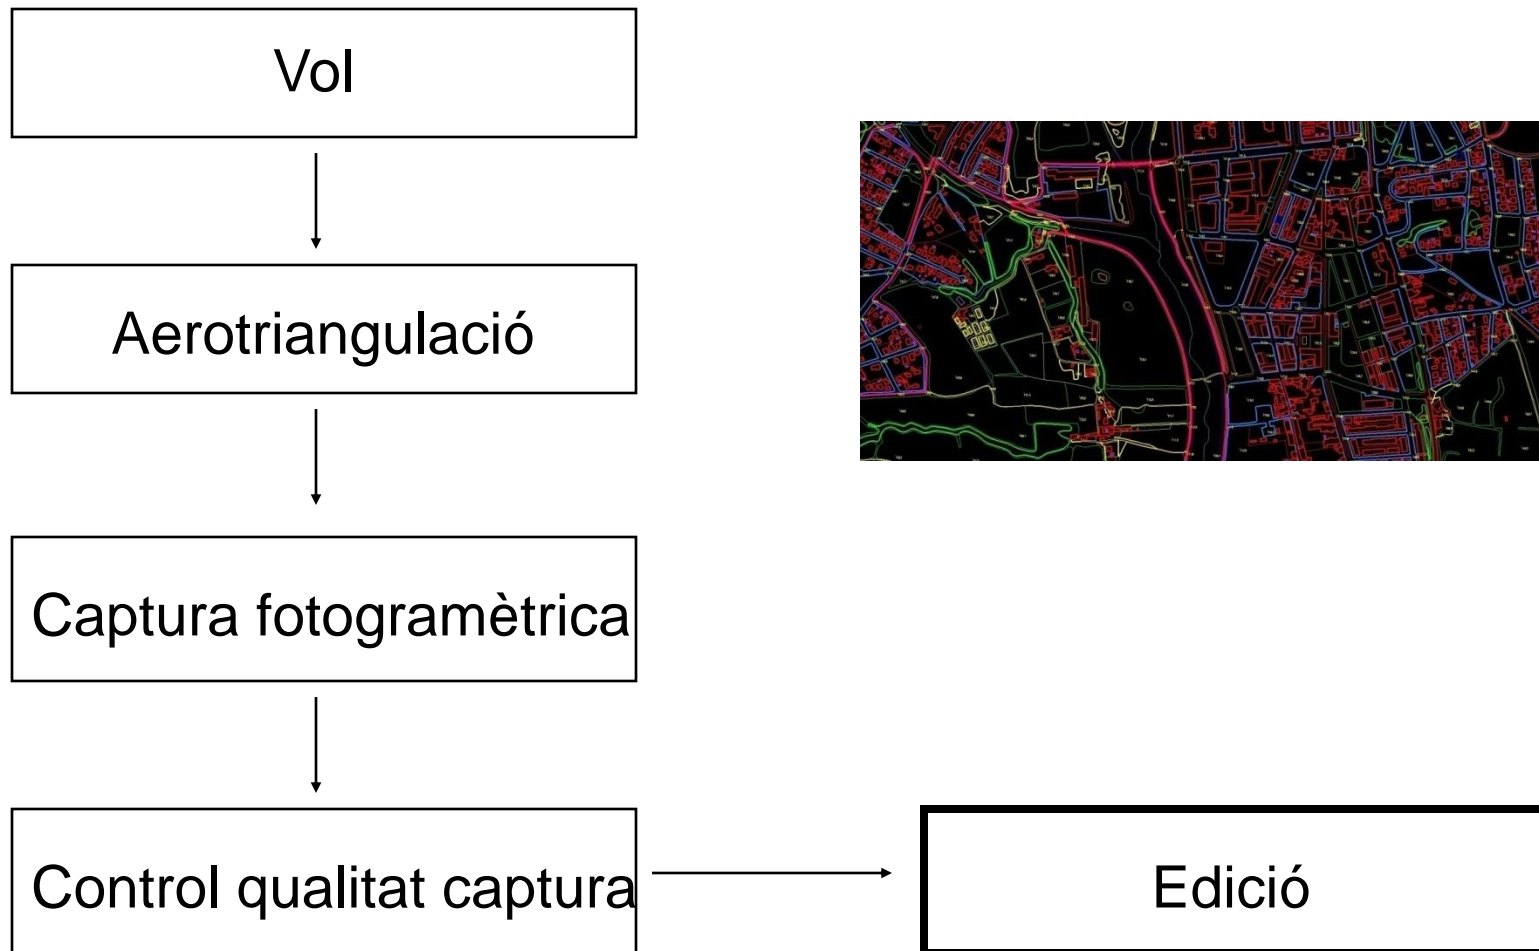 Vol
Aerotriangulació
Captura fotogramètrica
Control qualitat captura
Edició